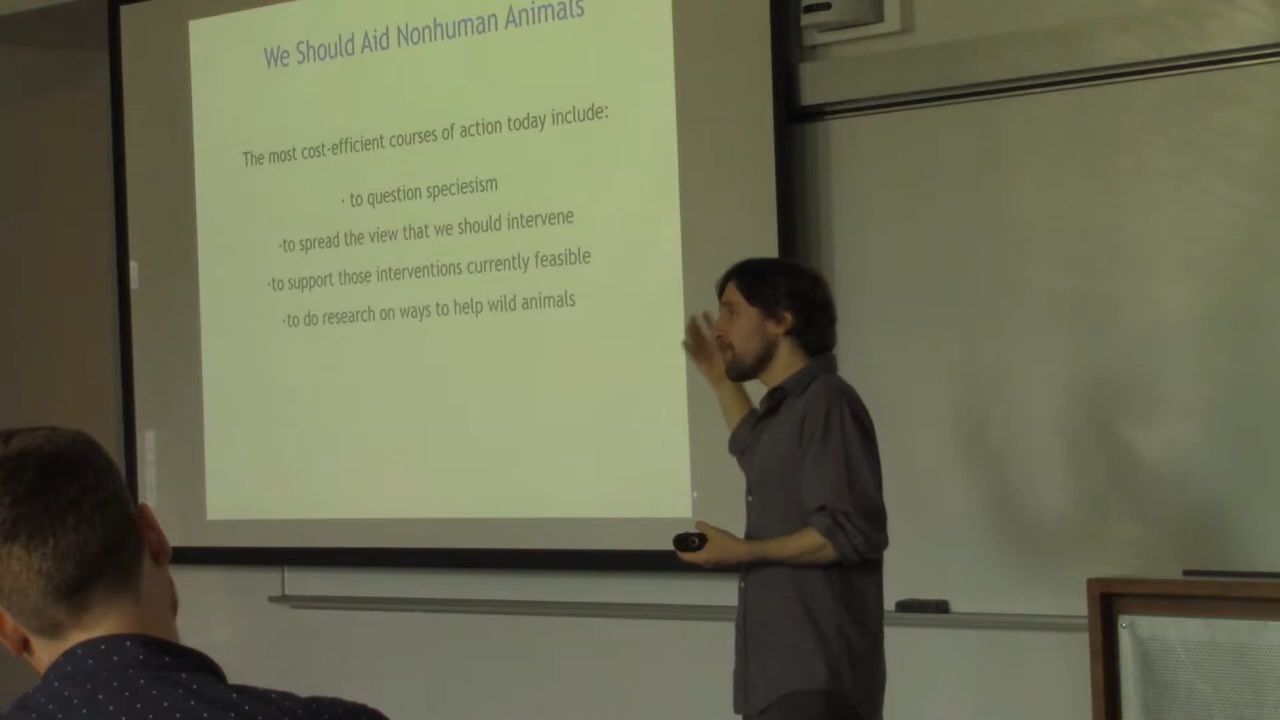 We Should Aid Nonhuman Animals
The most cost-efficient courses of action today include:
· to question speciesism
·to spread the view that we should intervene
·to support those interventions currently feasible
·to do research on ways to help wild animals